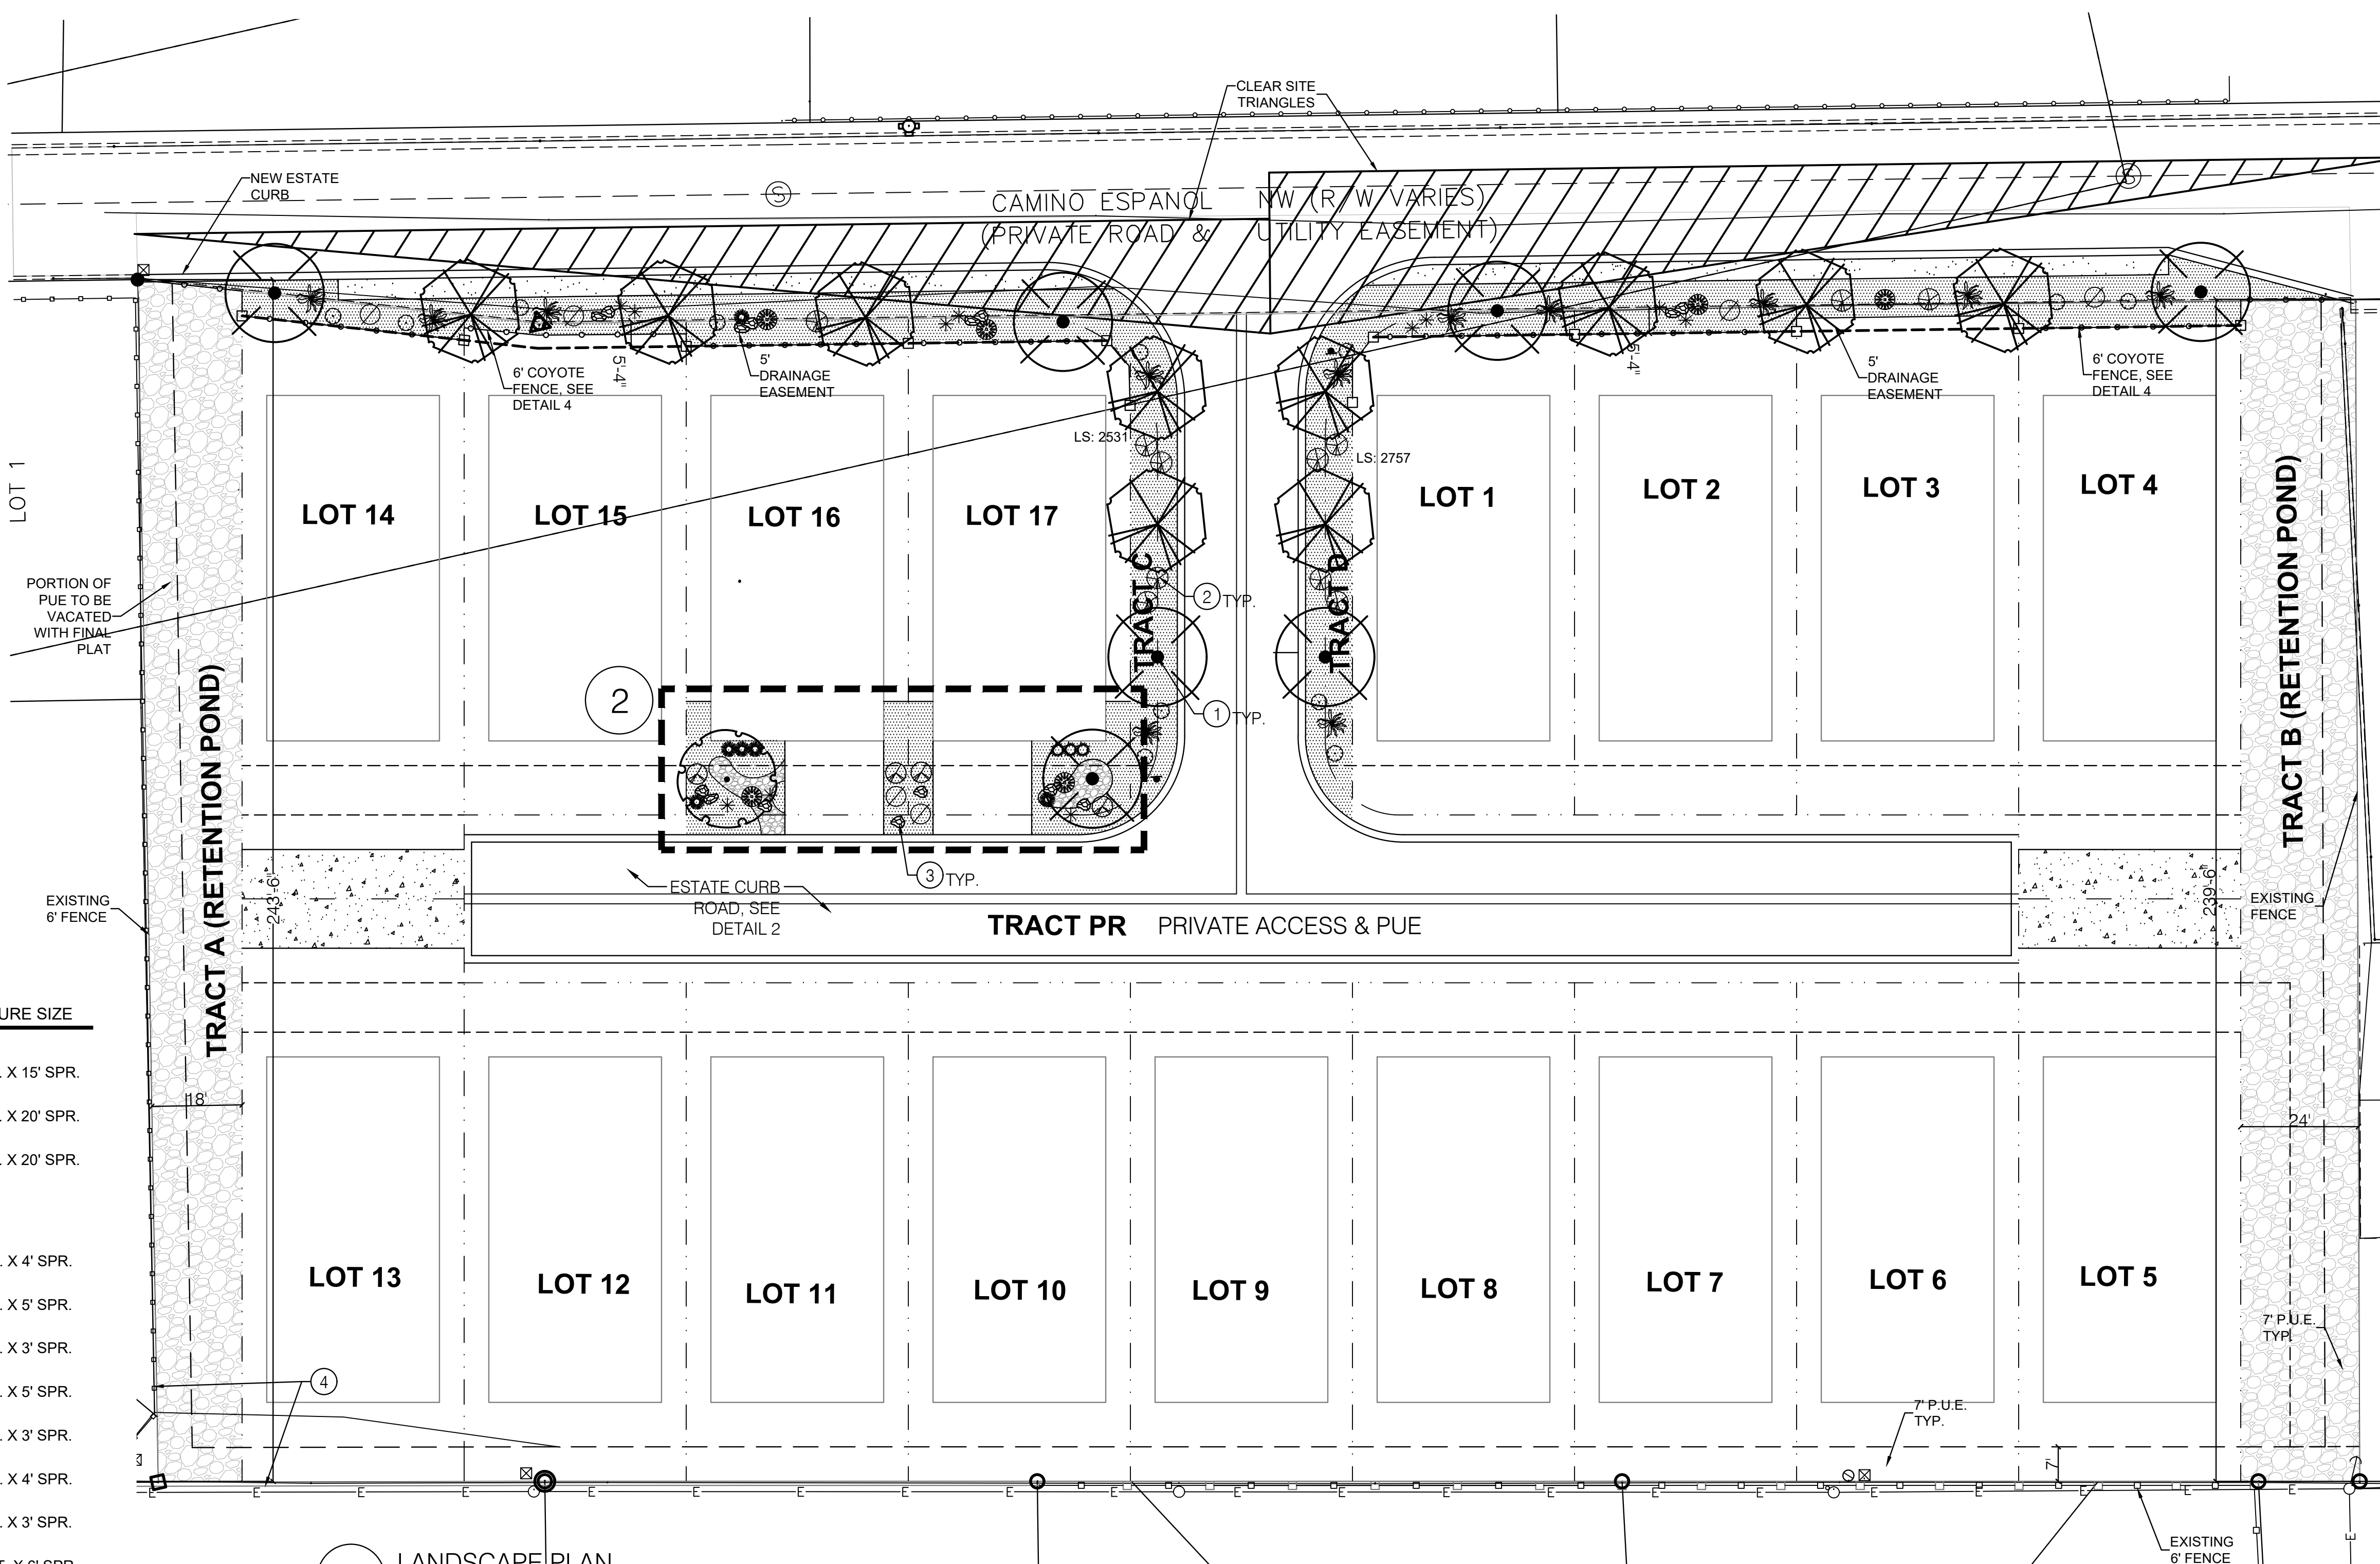 CLEAR SITE
TRIANGLES
NEW ESTATE
CURB
CAMINO ESPANOL NW (R/W VARIES)
(PRIVATE ROAD & UTILITY EASEMENT)
S
S
6' COYOTE
FENCE, SEE
DETAIL 4
5'-4"
5'
DRAINAGE
EASEMENT
5'-4"
5'
DRAINAGE
EASEMENT
6' COYOTE
FENCE, SEE
DETAIL 4
LS: 2531
LS: 2757
LOT 1
LOT 14
LOT 15
LOT 16
LOT 17
LOT 1
LOT 2
LOT 3
LOT 4
PORTION OF
PUE TO BE
VACATED
WITH FINAL
PLAT
TRACT C
TRACT D
2 TYP.
1 TYP.
2
3 TYP.
TRACT A (RETENTION POND)
TRACT B (RETENTION POND)
EXISTING
6' FENCE
243'-6"
ESTATE CURB
ROAD, SEE
DETAIL 2
TRACT PR PRIVATE ACCESS & PUE
239'-6"
EXISTING
FENCE
URE SIZE
. X 15' SPR.
. X 20' SPR.
. X 20' SPR.
. X 4' SPR.
. X 5' SPR.
. X 3' SPR.
. X 5' SPR.
. X 3' SPR.
. X 4' SPR.
. X 3' SPR.
18'
24'
LOT 13
LOT 12
LOT 11
LOT 10
LOT 9
LOT 8
LOT 7
LOT 6
LOT 5
7' P.U.E.
TYP.
4
7' P.U.E.
TYP.
7'
E E E E E E E E E E E E E E E E E E E E E
EXISTING
6' FENCE
LANDSCAPE PLAN